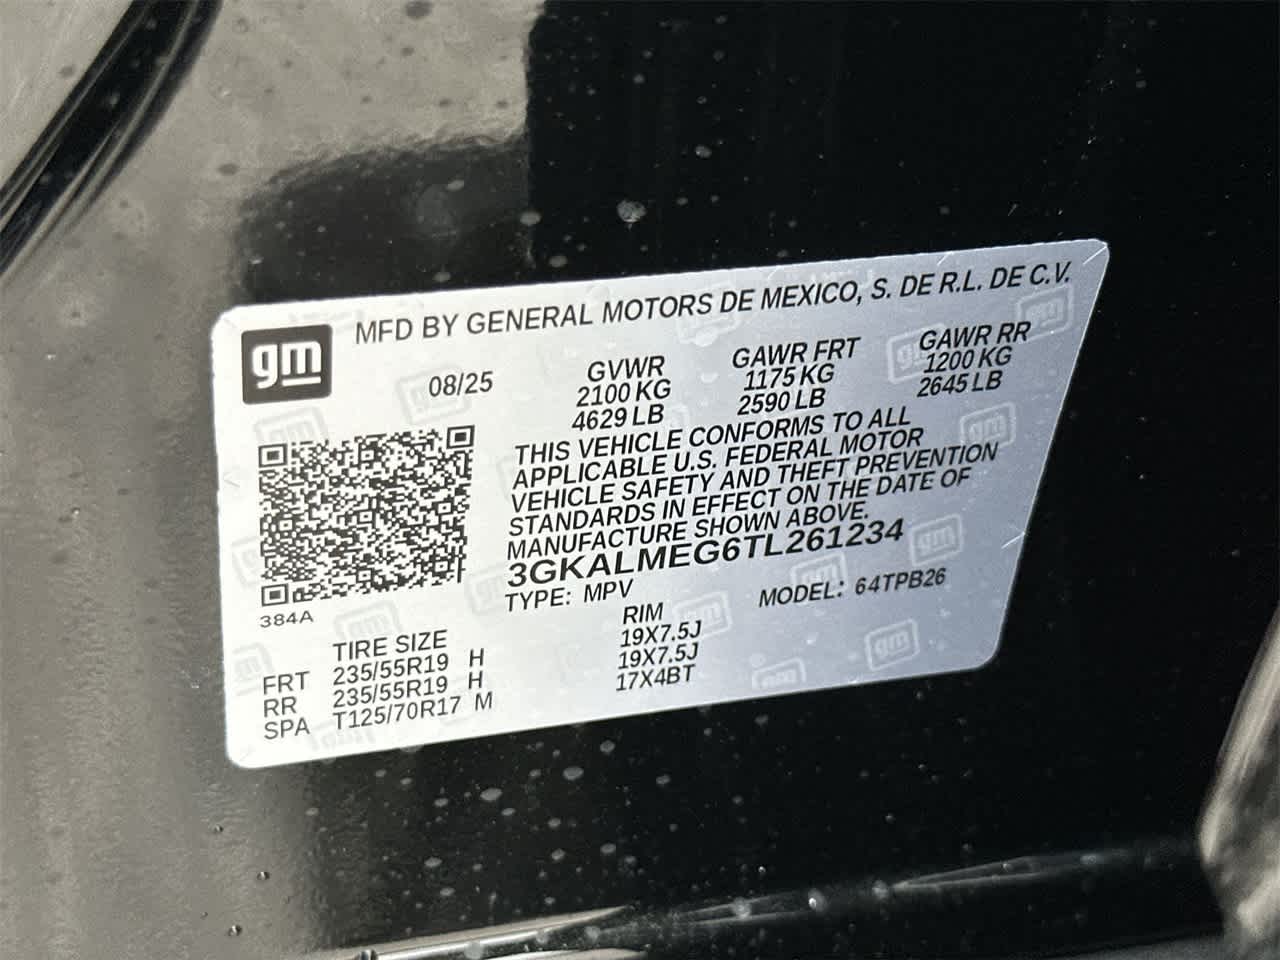 MFD BY GENERAL MOTORS DE MEXICO, S. DE R.L. DE C.V.
gm
08/25
GVWR GAWR FRT GAWR RR
2100 KG 1175 KG 1200 KG
4629 LB 2590 LB 2645 LB
THIS VEHICLE CONFORMS TO ALL
APPLICABLE U.S. FEDERAL MOTOR
VEHICLE SAFETY AND THEFT PREVENTION
STANDARDS IN EFFECT ON THE DATE OF
MANUFACTURE SHOWN ABOVE.
3GKALMEG6TL261234
TYPE: MPV MODEL: 64TPB26
384A
TIRE SIZE RIM
FRT 235/55R19 H 19X7.5J
RR 235/55R19 H 19X7.5J
SPA T125/70R17 M 17X4BT